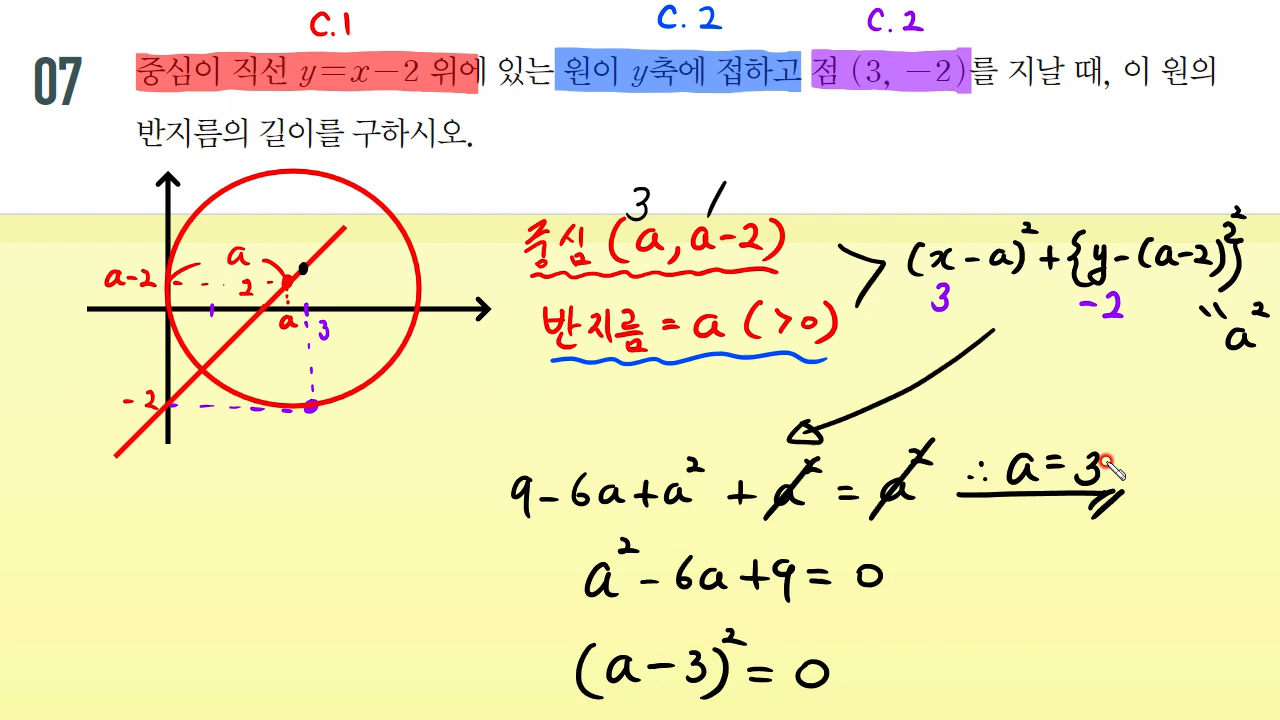 C.1 C.2 C.2
07 중심이 직선 y=x-2 위에 있는 원이 y축에 접하고 점 (3, -2)를 지날 때, 이 원의
반지름의 길이를 구하시오.
3 1
중심 (a, a-2)
(x-a)²+{y-(a-2)}²
3 -2
" a²
반지름 = a (>0)
a
a-2 2
a 3
-2
9-6a+a² + a² = a² ∴ a=3
a²-6a+9=0
(a-3)²=0